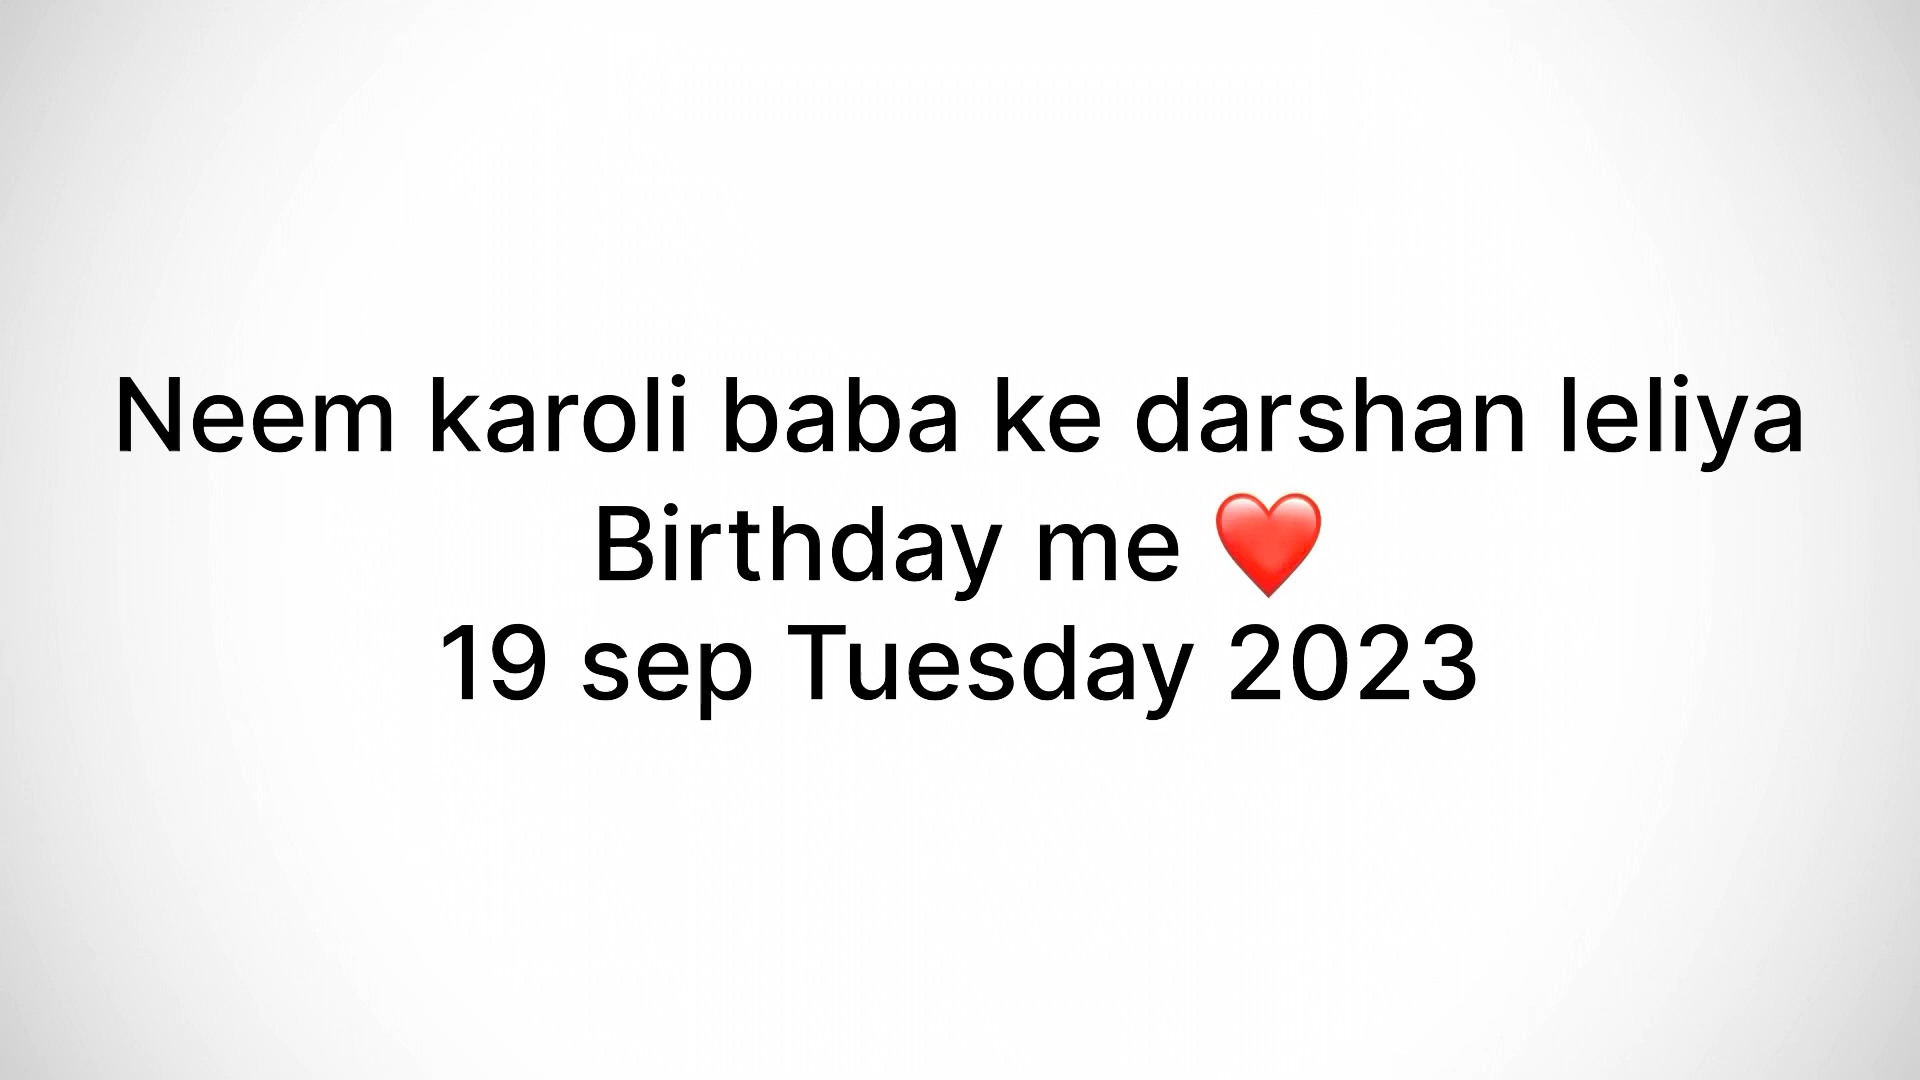 Neem karoli baba ke darshan leliya
Birthday me ❤️
19 sep Tuesday 2023